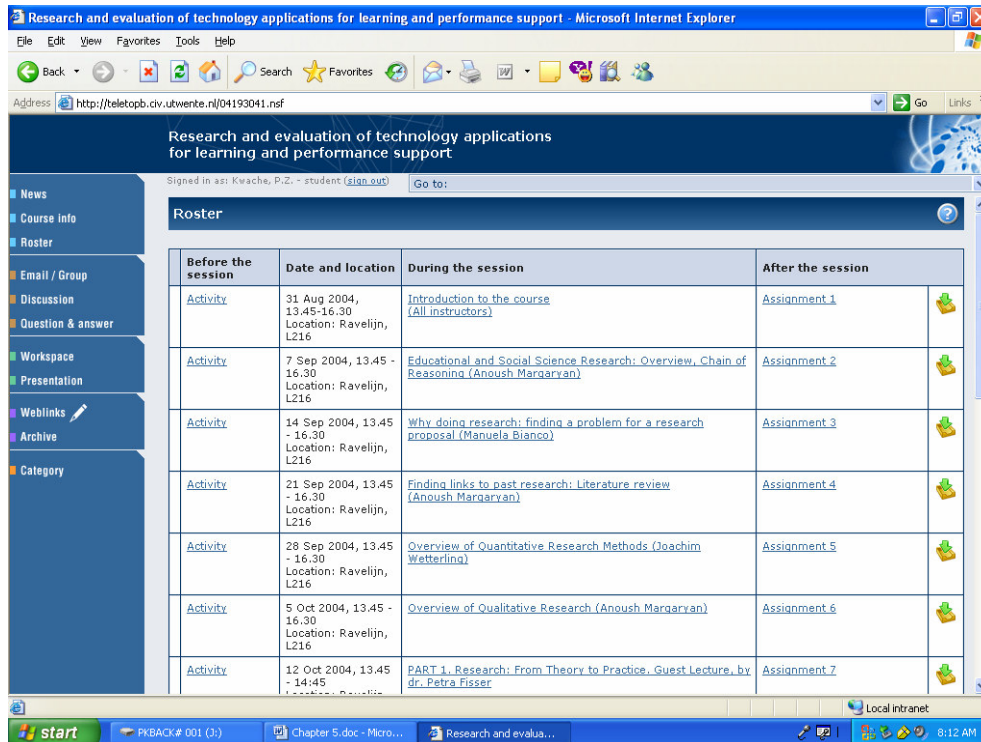 Research and evaluation of technology applications for learning and performance support - Microsoft Internet Explorer
File Edit View Favorites Tools Help
Back Search Favorites
Address http://teletopb.civ.utwente.nl/04193041.nsf Go Links
Research and evaluation of technology applications
for learning and performance support
Signed in as: Kwache, P.Z. - student (sign out) Go to:
News
Course info
Roster
Email / Group
Discussion
Question & answer
Workspace
Presentation
Weblinks
Archive
Category
Roster
Before the
session
Date and location
During the session
After the session
Activity
31 Aug 2004,
13.45-16.30
Location: Ravelijn,
L216
Introduction to the course
(All instructors)
Assignment 1
Activity
7 Sep 2004, 13.45 -
16.30
Location: Ravelijn,
L216
Educational and Social Science Research: Overview, Chain of
Reasoning (Anoush Margaryan)
Assignment 2
Activity
14 Sep 2004, 13.45
- 16.30
Location: Ravelijn,
L216
Why doing research: finding a problem for a research
proposal (Manuela Bianco)
Assignment 3
Activity
21 Sep 2004, 13.45
- 16.30
Location: Ravelijn,
L216
Finding links to past research: Literature review
(Anoush Margaryan)
Assignment 4
Activity
28 Sep 2004, 13.45
- 16.30
Location: Ravelijn,
L216
Overview of Quantitative Research Methods (Joachim
Wetterling)
Assignment 5
Activity
5 Oct 2004, 13.45 -
16.30
Location: Ravelijn,
L216
Overview of Qualitative Research (Anoush Margaryan)
Assignment 6
Activity
12 Oct 2004, 13.45
- 14:45
PART 1. Research: From Theory to Practice. Guest Lecture, by
dr. Petra Fisser
Assignment 7
Local intranet
start PKBACK# 001 (J:) Chapter 5.doc - Micro... Research and evalua... 8:12 AM